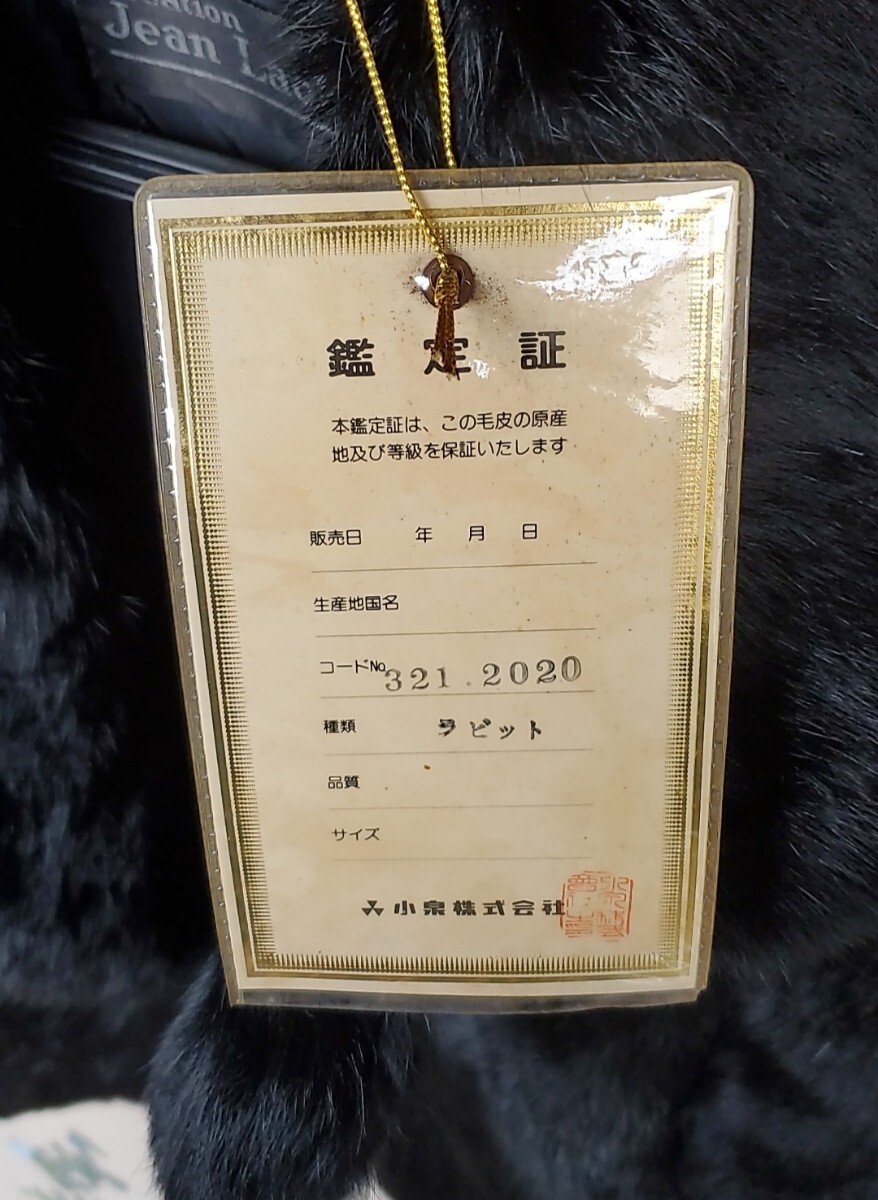 Jean
鑑定証
本鑑定証は、この毛皮の原産
地及び等級を保証いたします
販売日 年 月 日
生産地国名
コードNo. 321.2020
種類 ラビット
品質
サイズ
小泉株式会社